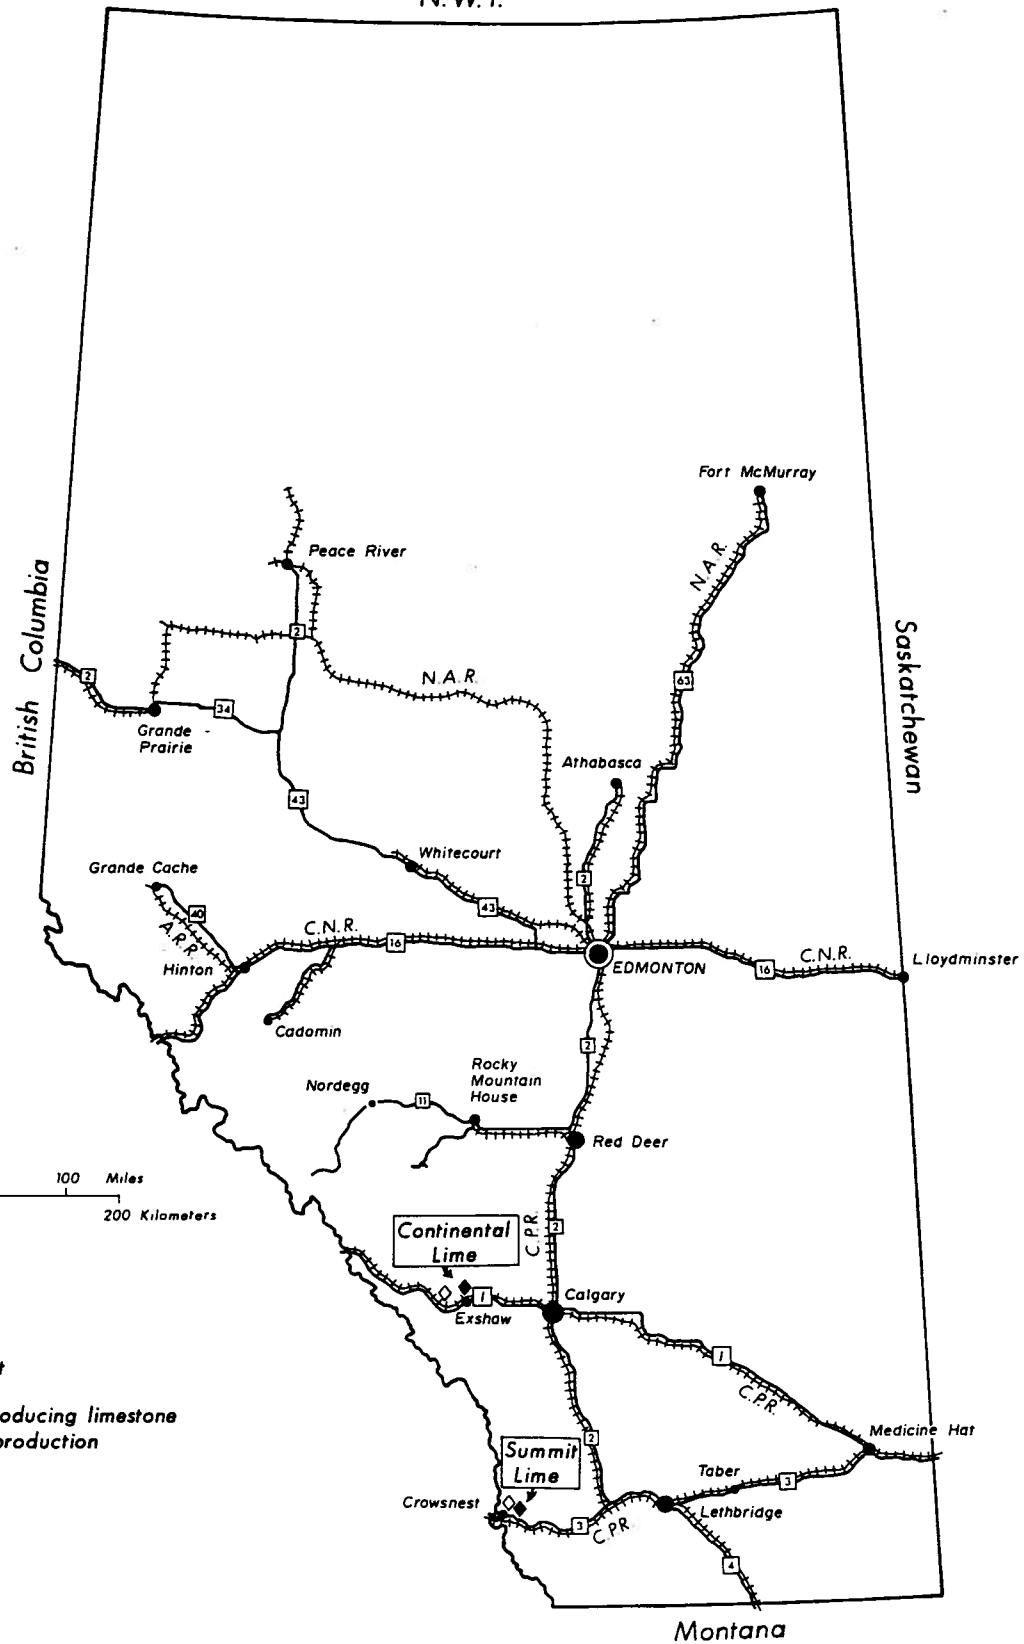 N.W.T.
Fort McMurray
Peace River
N.A.R.
British Columbia
Saskatchewan
2
2
63
N.A.R.
34
Grande
Prairie
Athabasca
43
Whitecourt
Grande Cache
2
40
43
A.R.R.
C.N.R.
16
C.N.R.
Hinton
EDMONTON
16
Lloydminster
Cadomin
2
Rocky
Mountain
House
Nordegg
11
Red Deer
100 Miles
200 Kilometers
Continental
Lime
C.P.R.
2
1
Calgary
Exshaw
1
C.P.R.
oducing limestone
production
2
Medicine Hat
Summit
Lime
Taber
3
Crowsnest
Lethbridge
3
C.P.R.
4
Montana